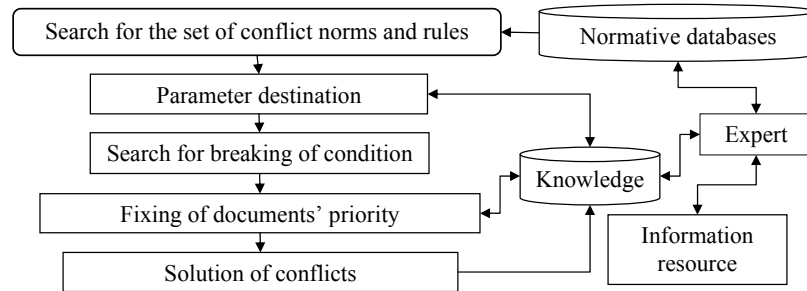 Search for the set of conflict norms and rules
Normative databases
Parameter destination
Expert
Search for breaking of condition
Knowledge
Fixing of documents’ priority
Information
resource
Solution of conflicts